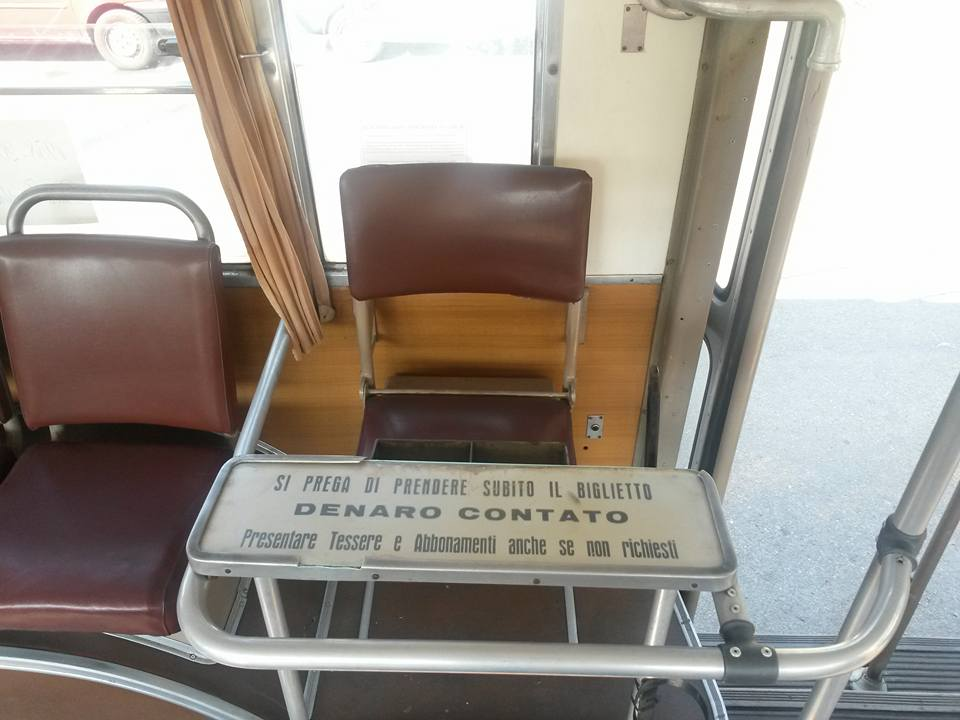 SI PREGA DI PRENDERE SUBITO IL BIGLIETTO
DENARO CONTATO
Presentare Tessere e Abbonamenti anche se non richiesti